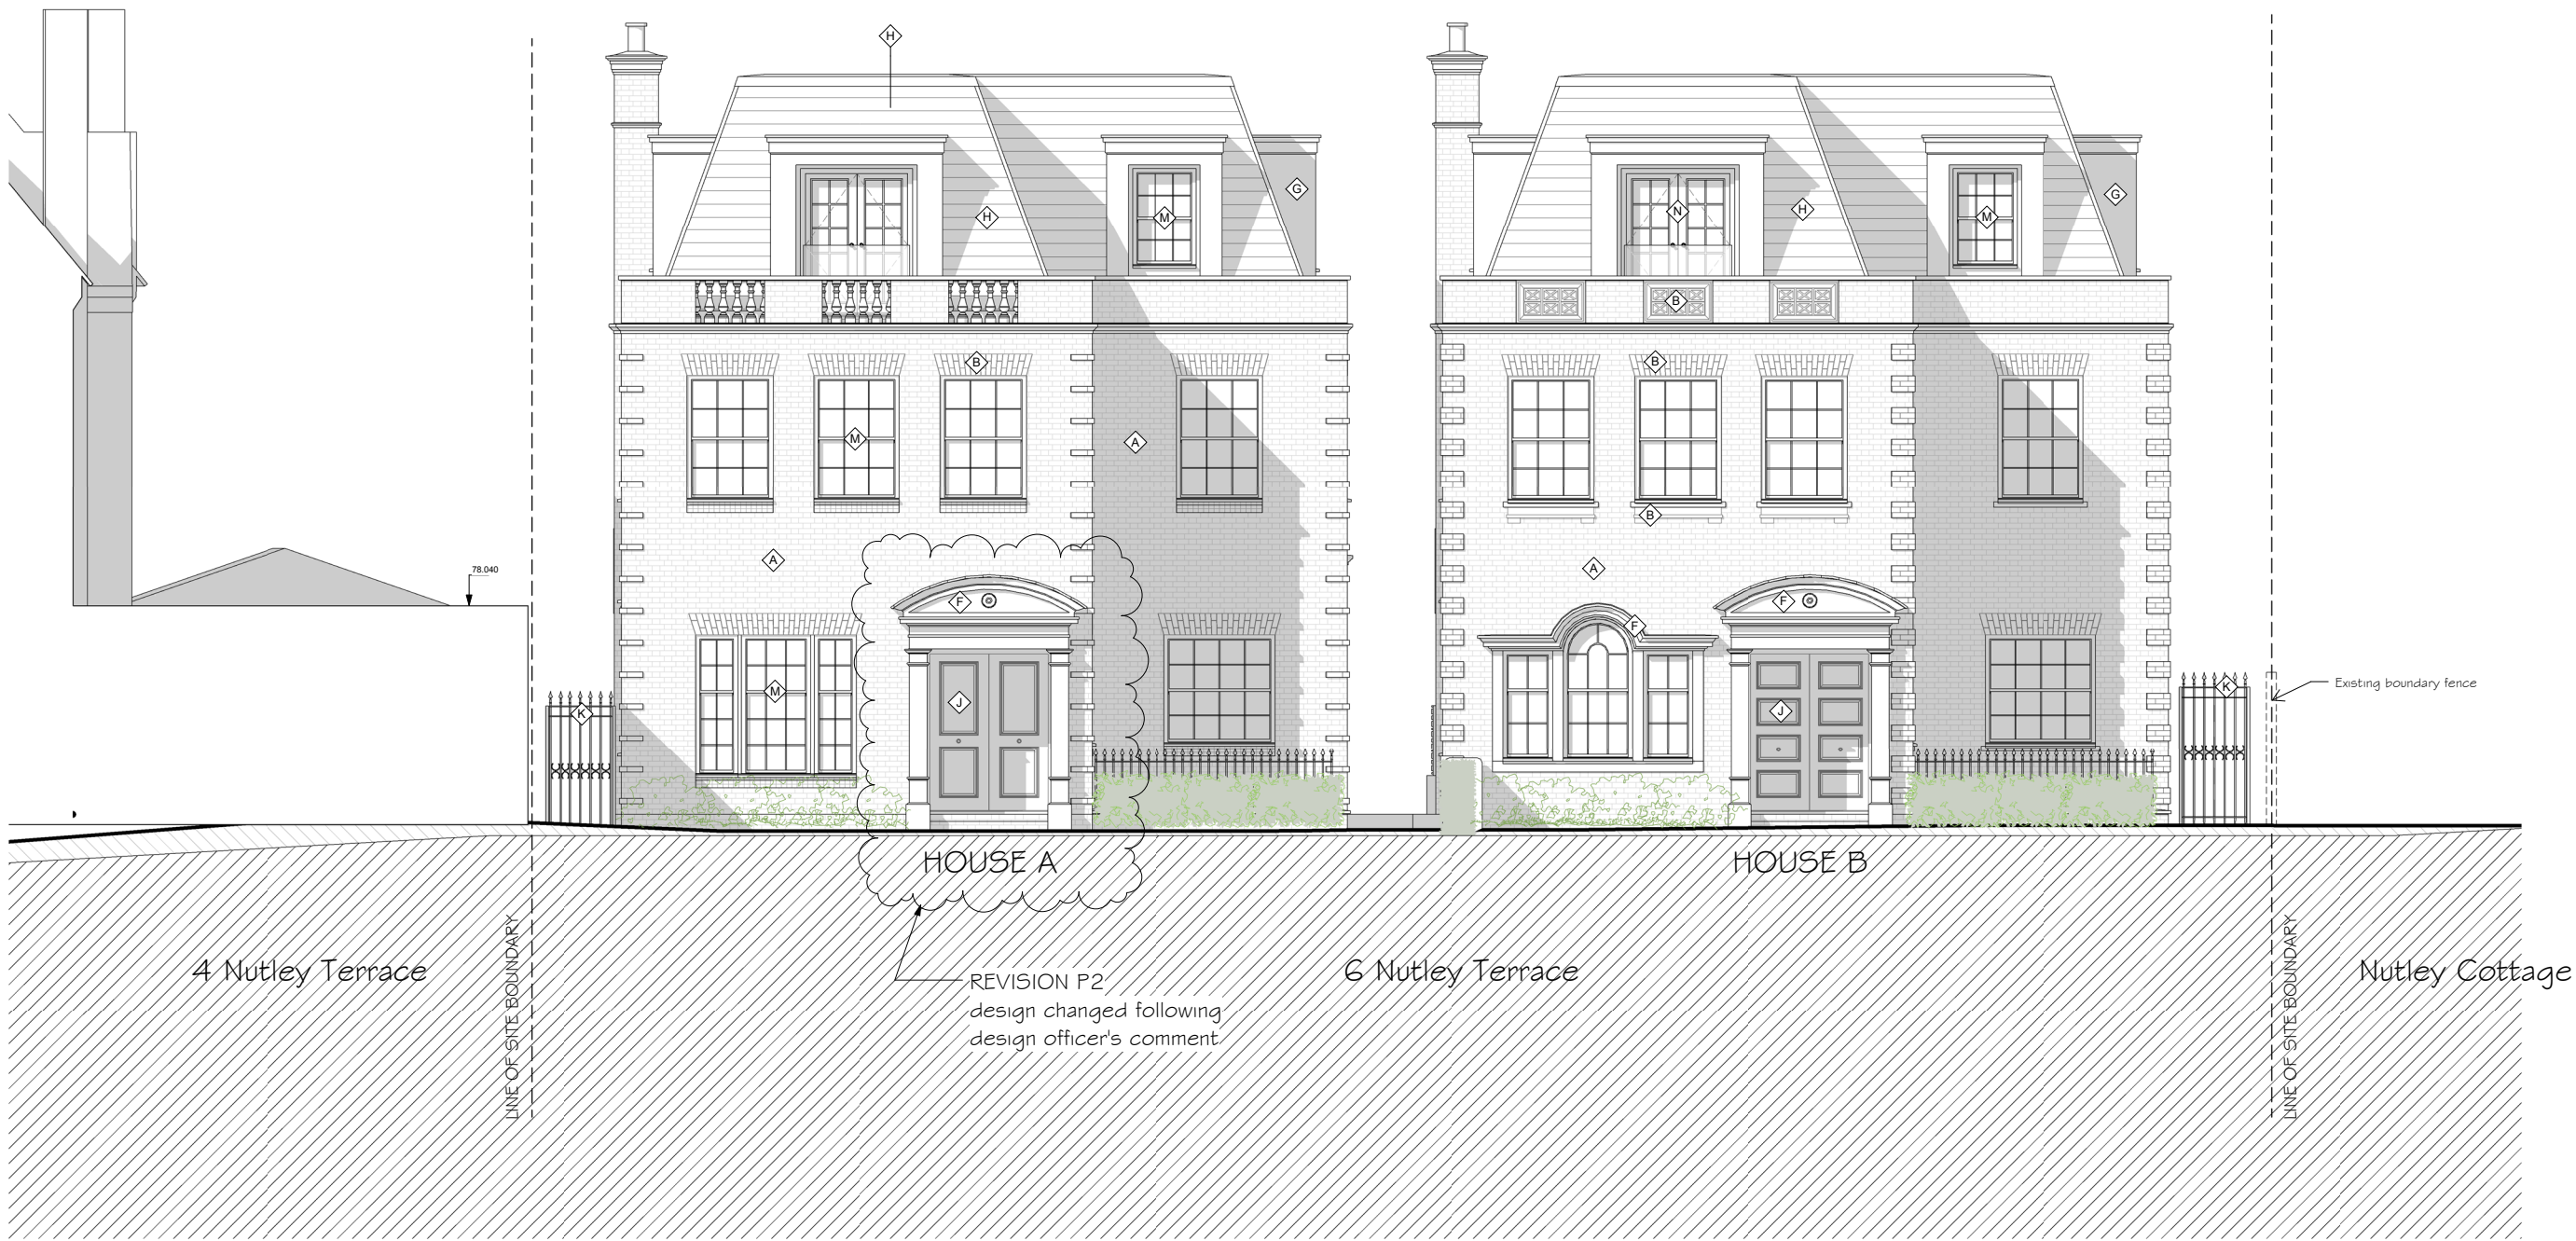 H
G
H
M
N
H
M
G
B
B
B
M
A
B
A
A
F
F
F
78.040
M
J
K
J
K
Existing boundary fence
HOUSE A
HOUSE B
LINE OF SITE BOUNDARY
LINE OF SITE BOUNDARY
4 Nutley Terrace
6 Nutley Terrace
Nutley Cottage
REVISION P2
design changed following
design officer's comment